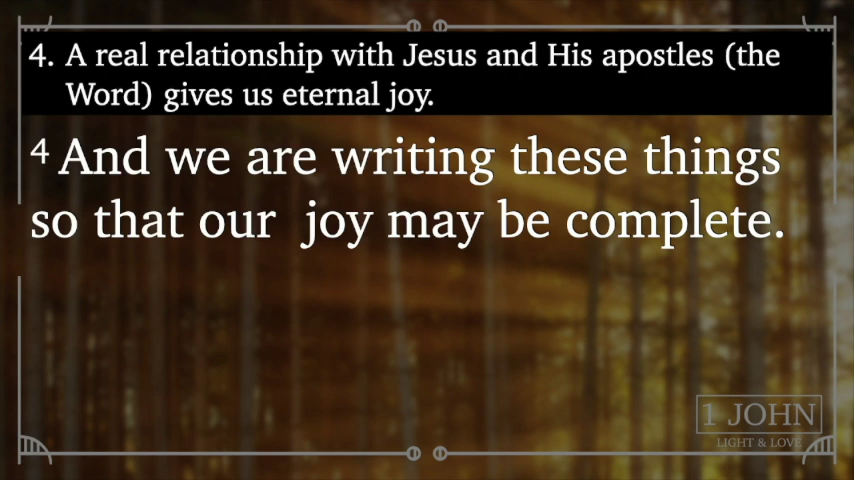 4. A real relationship with Jesus and His apostles (the
Word) gives us eternal joy.
4 And we are writing these things
so that our joy may be complete.
1 JOHN
LIGHT & LOVE